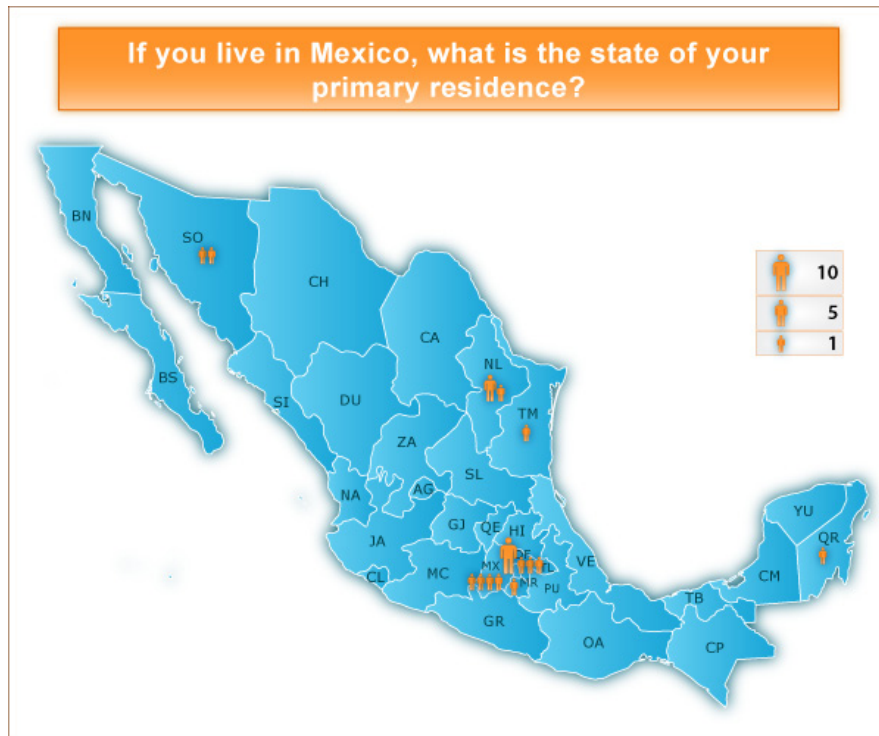 If you live in Mexico, what is the state of your
primary residence?
BN
SO
CH
10
5
1
CA
NL
BS
SI
DU
TM
ZA
SL
NA
AG
YU
GJ
QE
HI
QR
JA
DE
MX
TL
VE
CL
MC
MR
PU
CM
TB
GR
OA
CP